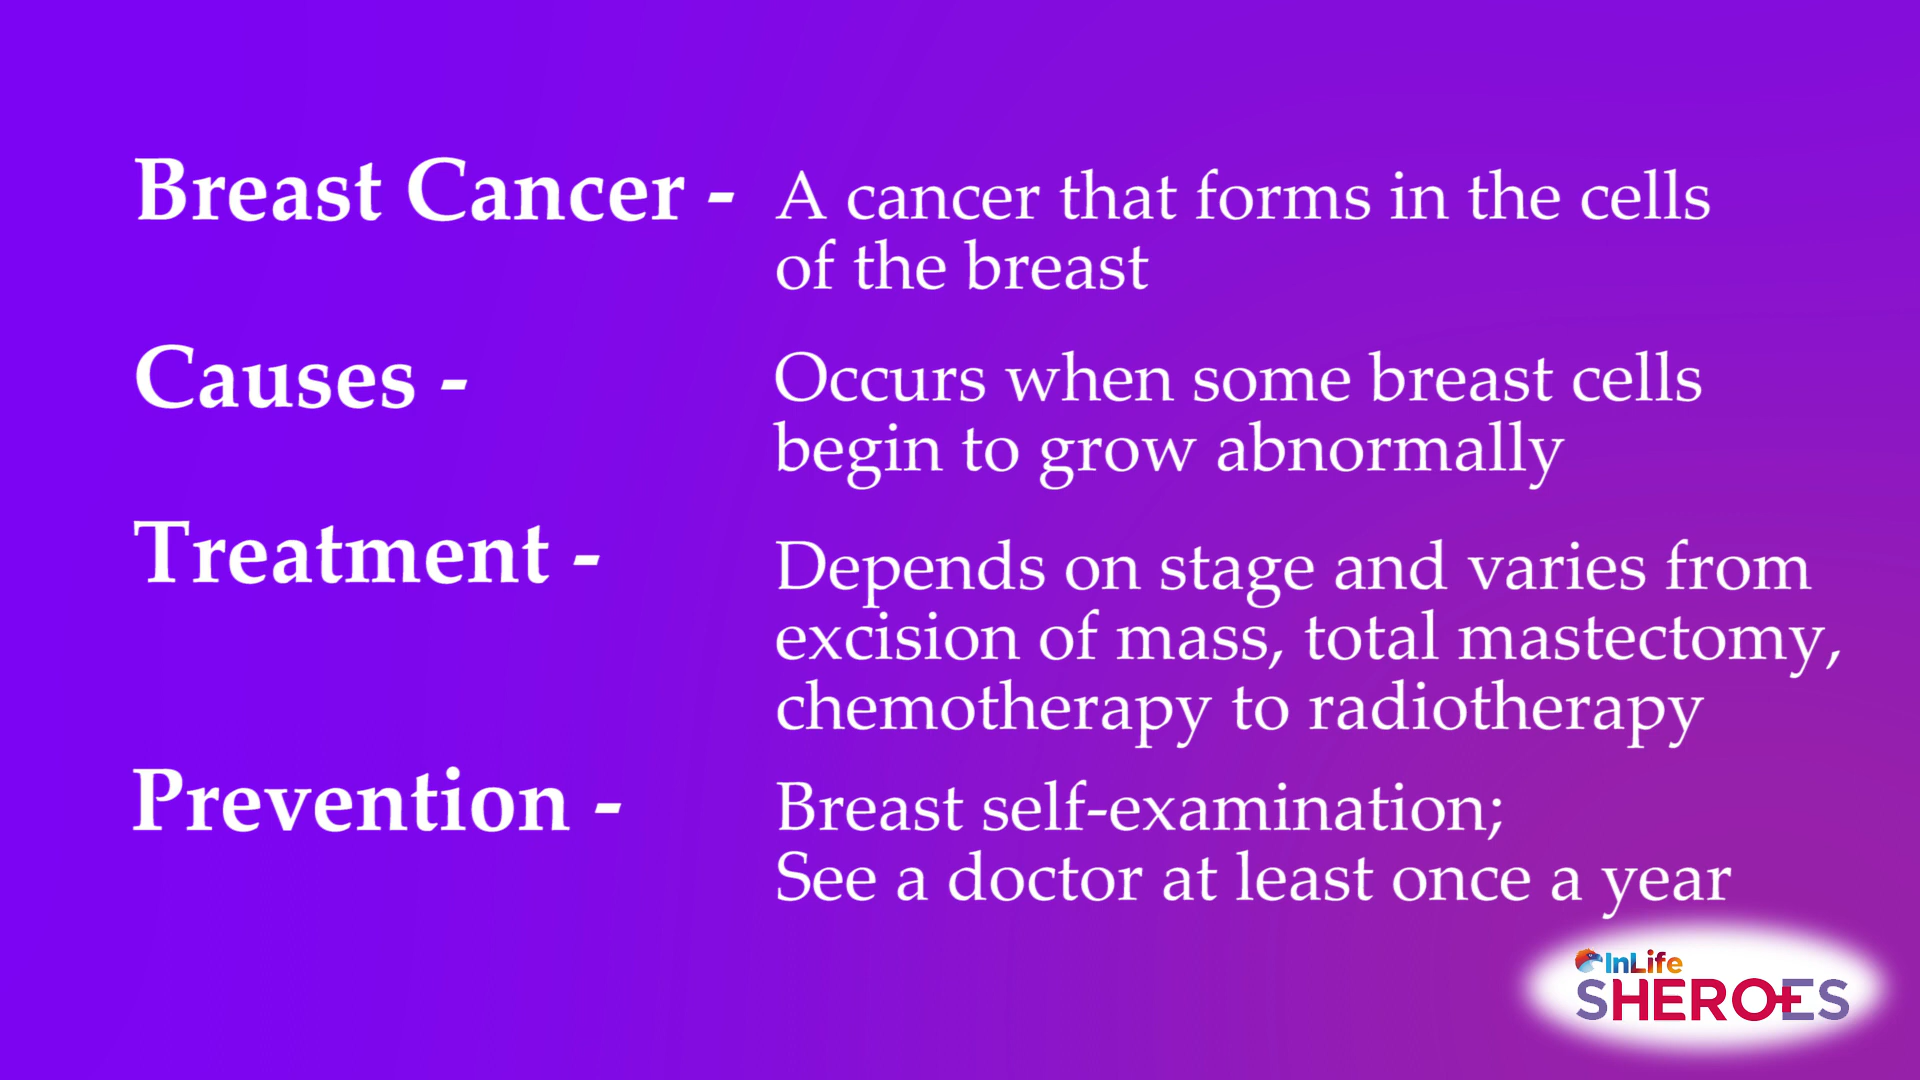 Breast Cancer - A cancer that forms in the cells
of the breast
Causes - Occurs when some breast cells
begin to grow abnormally
Treatment - Depends on stage and varies from
excision of mass, total mastectomy,
chemotherapy to radiotherapy
Prevention - Breast self-examination;
See a doctor at least once a year
InLife
SHEROES